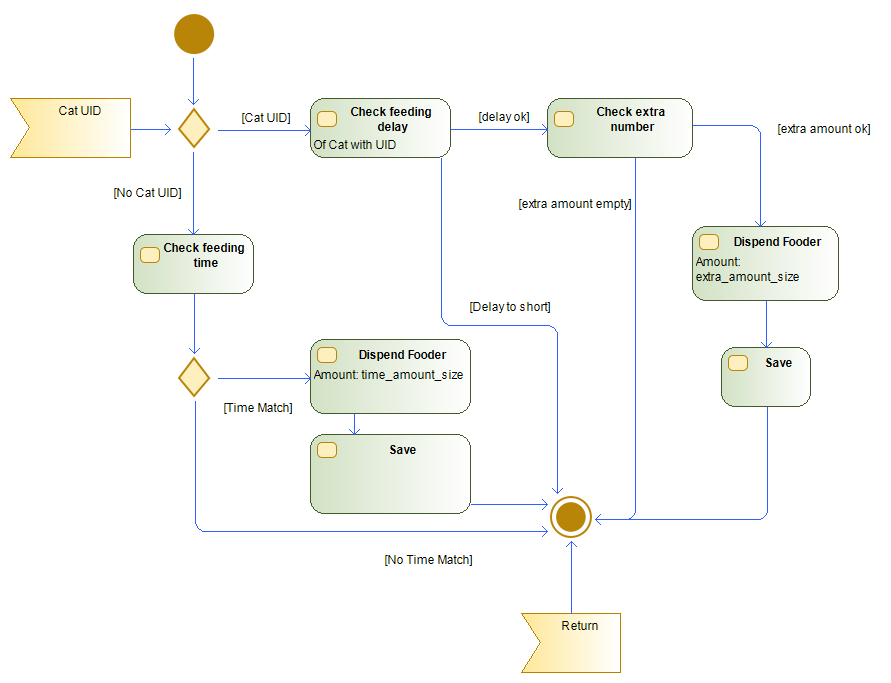 Cat UID
[Cat UID]
Check feeding
delay
Of Cat with UID
[delay ok]
Check extra
number
[extra amount ok]
[No Cat UID]
[extra amount empty]
Check feeding
time
Dispend Fooder
Amount:
extra_amount_size
[Delay to short]
Dispend Fooder
Amount: time_amount_size
Save
[Time Match]
Save
[No Time Match]
Return